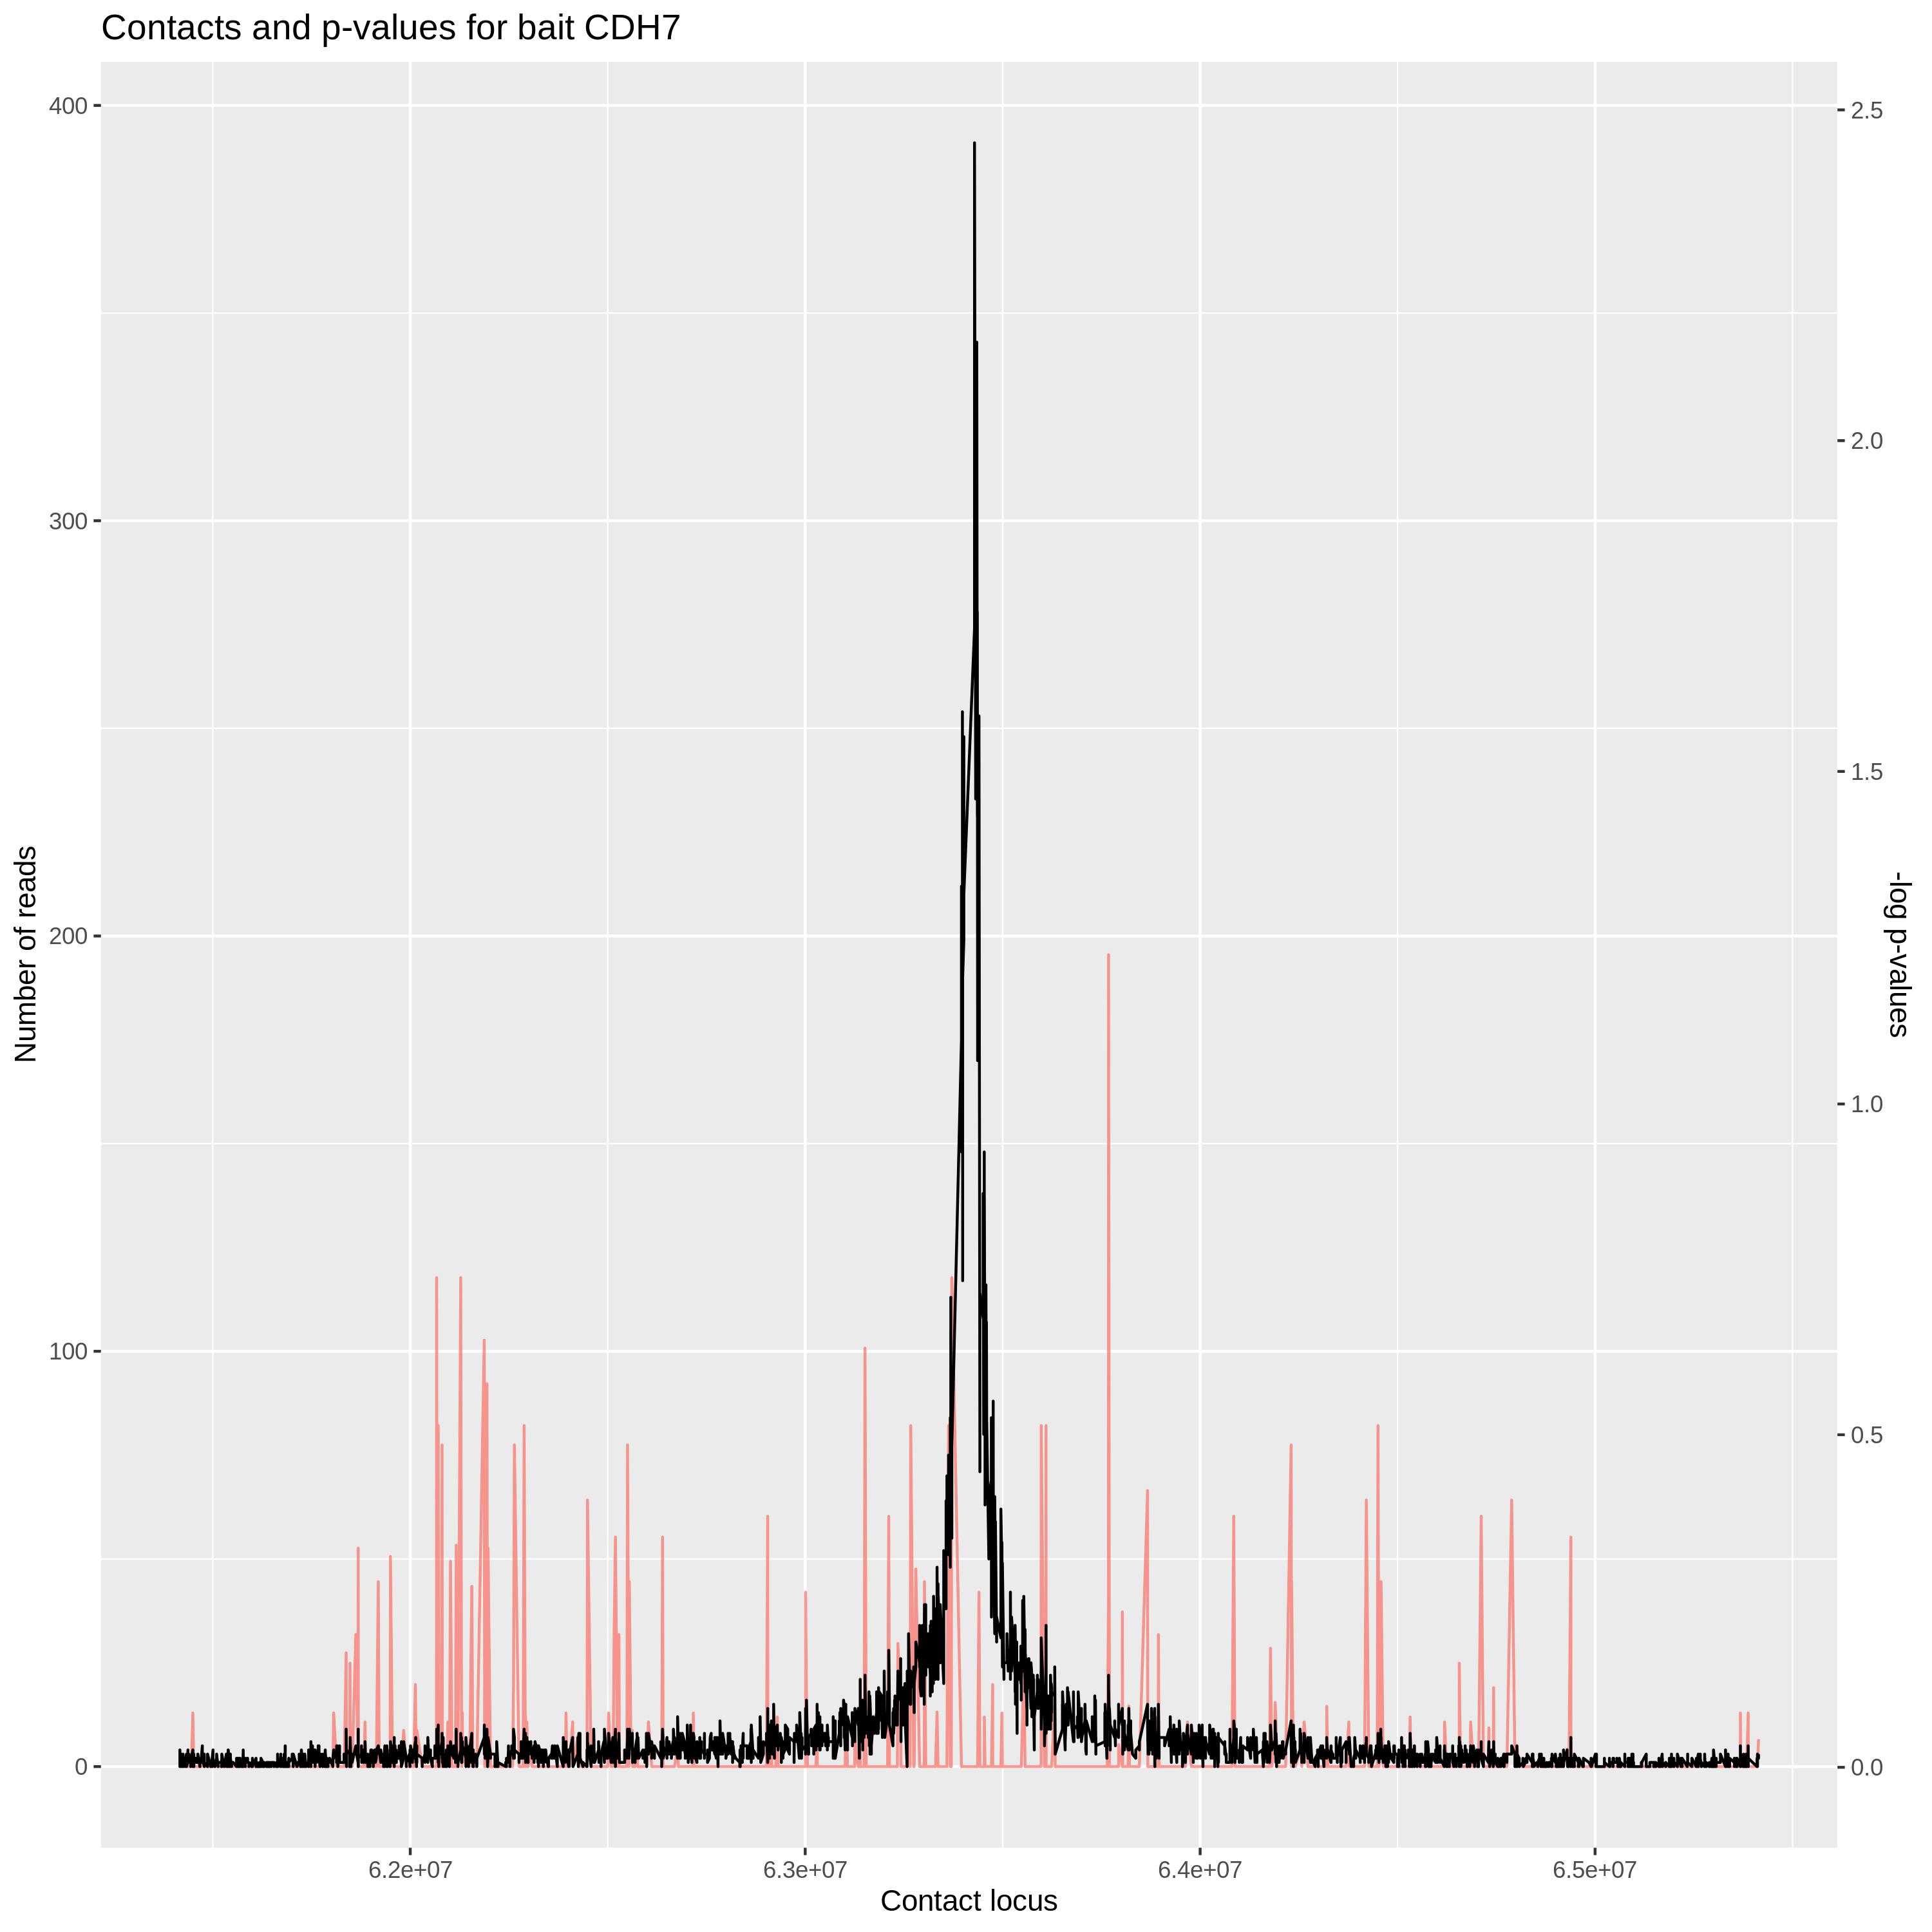 Contacts and p-values for bait CDH7
400
300
200
100
0
2.5
2.0
1.5
1.0
0.5
0.0
Number of reads
-log p-values
6.2e+07 6.3e+07 6.4e+07 6.5e+07
Contact locus